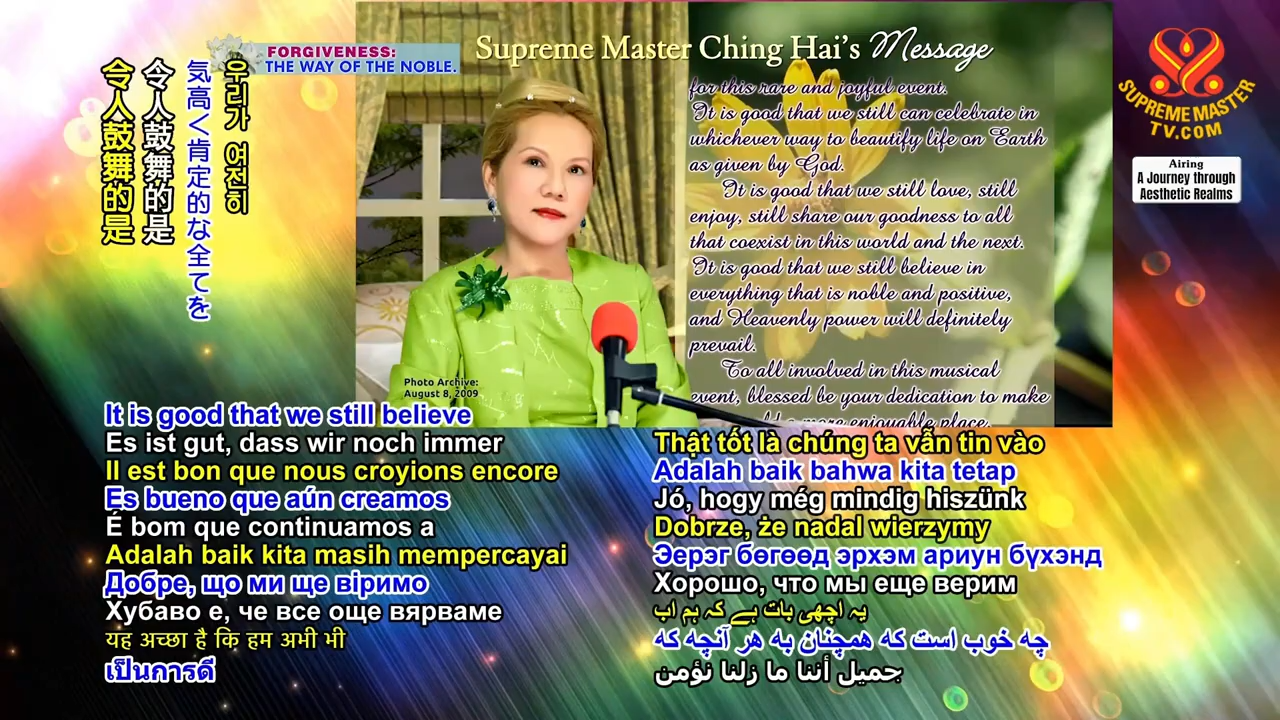 FORGIVENESS:
THE WAY OF THE NOBLE.
Supreme Master Ching Hai's Message
for this rare and joyful event.
It is good that we still can celebrate in
whichever way to beautify life on Earth
as given by God.
It is good that we still love, still
enjoy, still share our goodness to all
that coexist in this world and the next.
It is good that we still believe in
everything that is noble and positive,
and Heavenly power will definitely
prevail.
To all involved in this musical
event, blessed be your dedication to make
more enjoyable place.
Photo Archive:
August 8, 2009
SUPREME MASTER
TV.COM
Airing
A Journey through
Aesthetic Realms
우리가 여전히
気高く肯定的な全てを
令人鼓舞的是
令人鼓舞的是
It is good that we still believe
Es ist gut, dass wir noch immer
Il est bon que nous croyions encore
Es bueno que aún creamos
É bom que continuamos a
Adalah baik kita masih mempercayai
Добре, що ми ще віримо
Хубаво е, че все още вярваме
यह अच्छा है कि हम अभी भी
เป็นการดี
Thật tốt là chúng ta vẫn tin vào
Adalah baik bahwa kita tetap
Jó, hogy még mindig hiszünk
Dobrze, że nadal wierzymy
Эерэг бөгөөд эрхэм ариун бүхэнд
Хорошо, что мы еще верим
یہ اچھی بات ہے کہ ہم اب
چه خوب است که همچنان به هر آنچه که
جميل أننا ما زلنا نؤمن